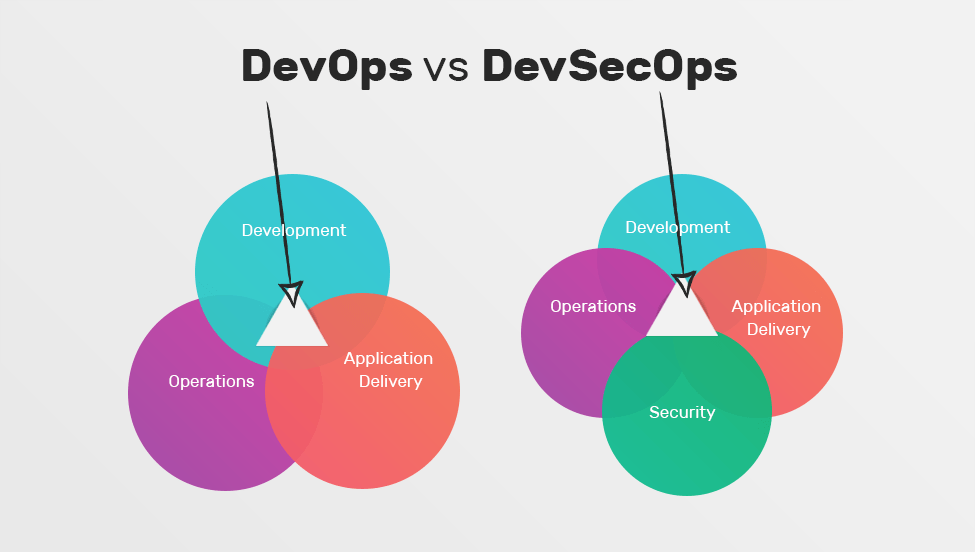 DevOps vs DevSecOps
Development
Operations
Application
Delivery
Development
Operations
Application
Delivery
Security